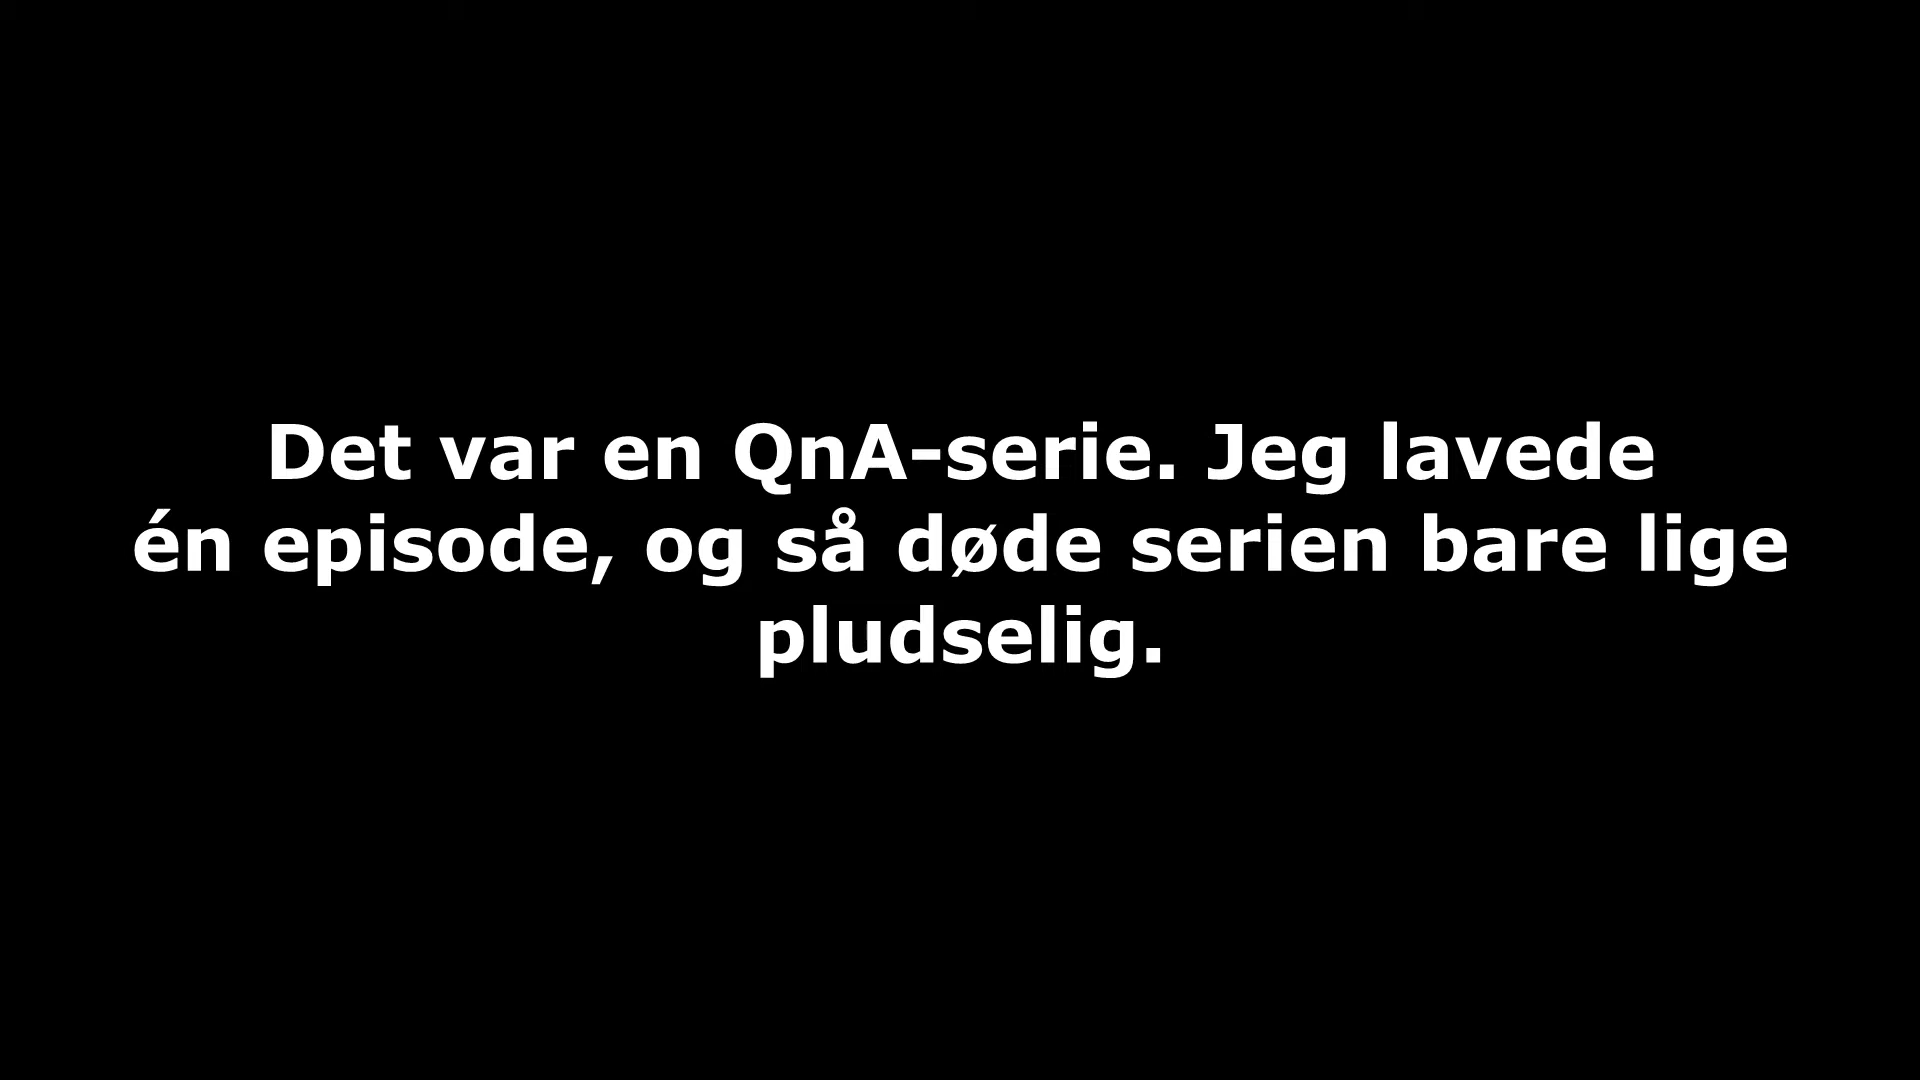 Det var en QnA-serie. Jeg lavede
én episode, og så døde serien bare lige
pludselig.